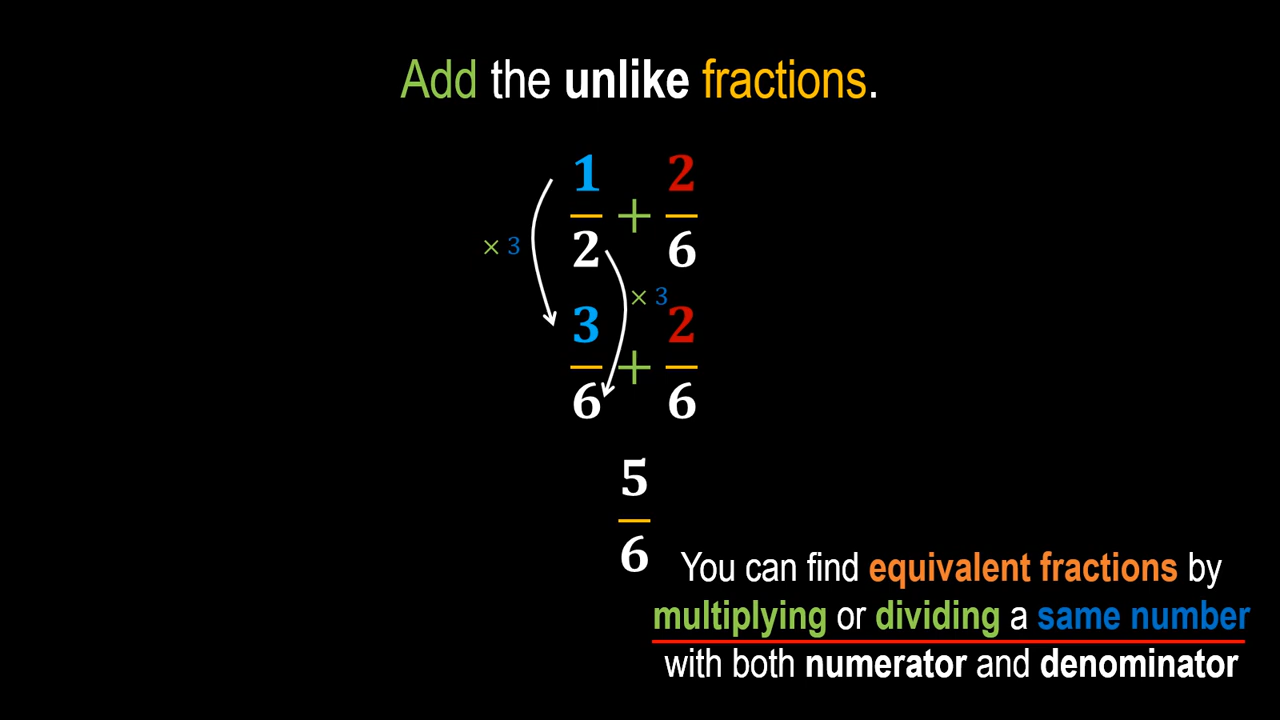 Add the unlike fractions.
1/2 + 2/6
× 3
× 3
3/6 + 2/6
5/6
You can find equivalent fractions by
multiplying or dividing a same number
with both numerator and denominator